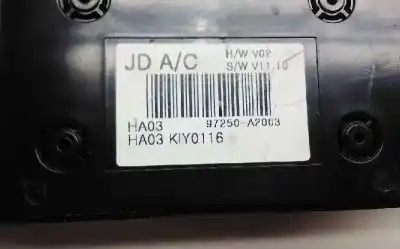 JD A/C H/W V02
S/W V11.10
HA03 97250-A2003
HA03 KIY0116